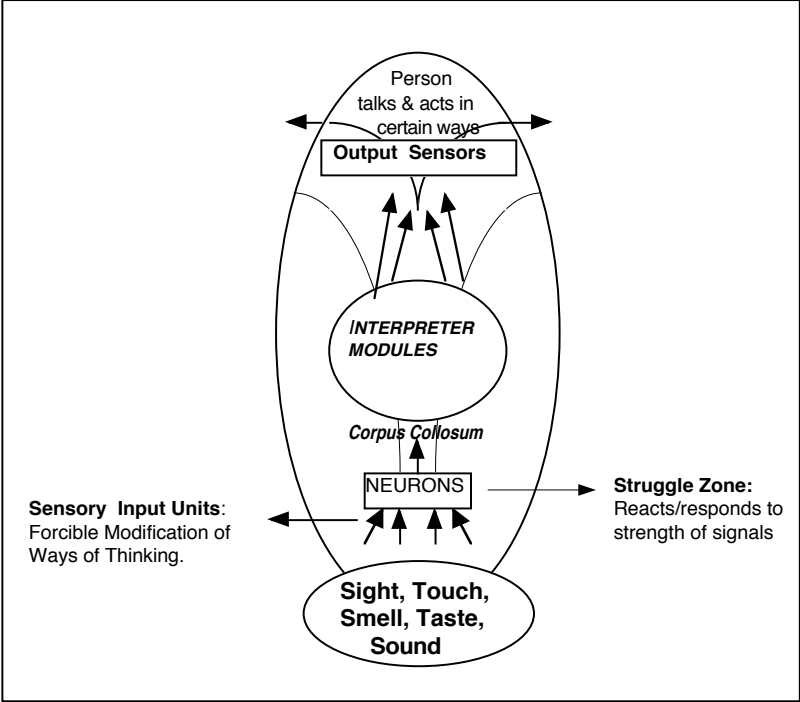 Person
talks & acts in
certain ways
Output Sensors
INTERPRETER
MODULES
Corpus Collosum
NEURONS
Sensory Input Units:
Forcible Modification of
Ways of Thinking.
Struggle Zone:
Reacts/responds to
strength of signals
Sight, Touch,
Smell, Taste,
Sound